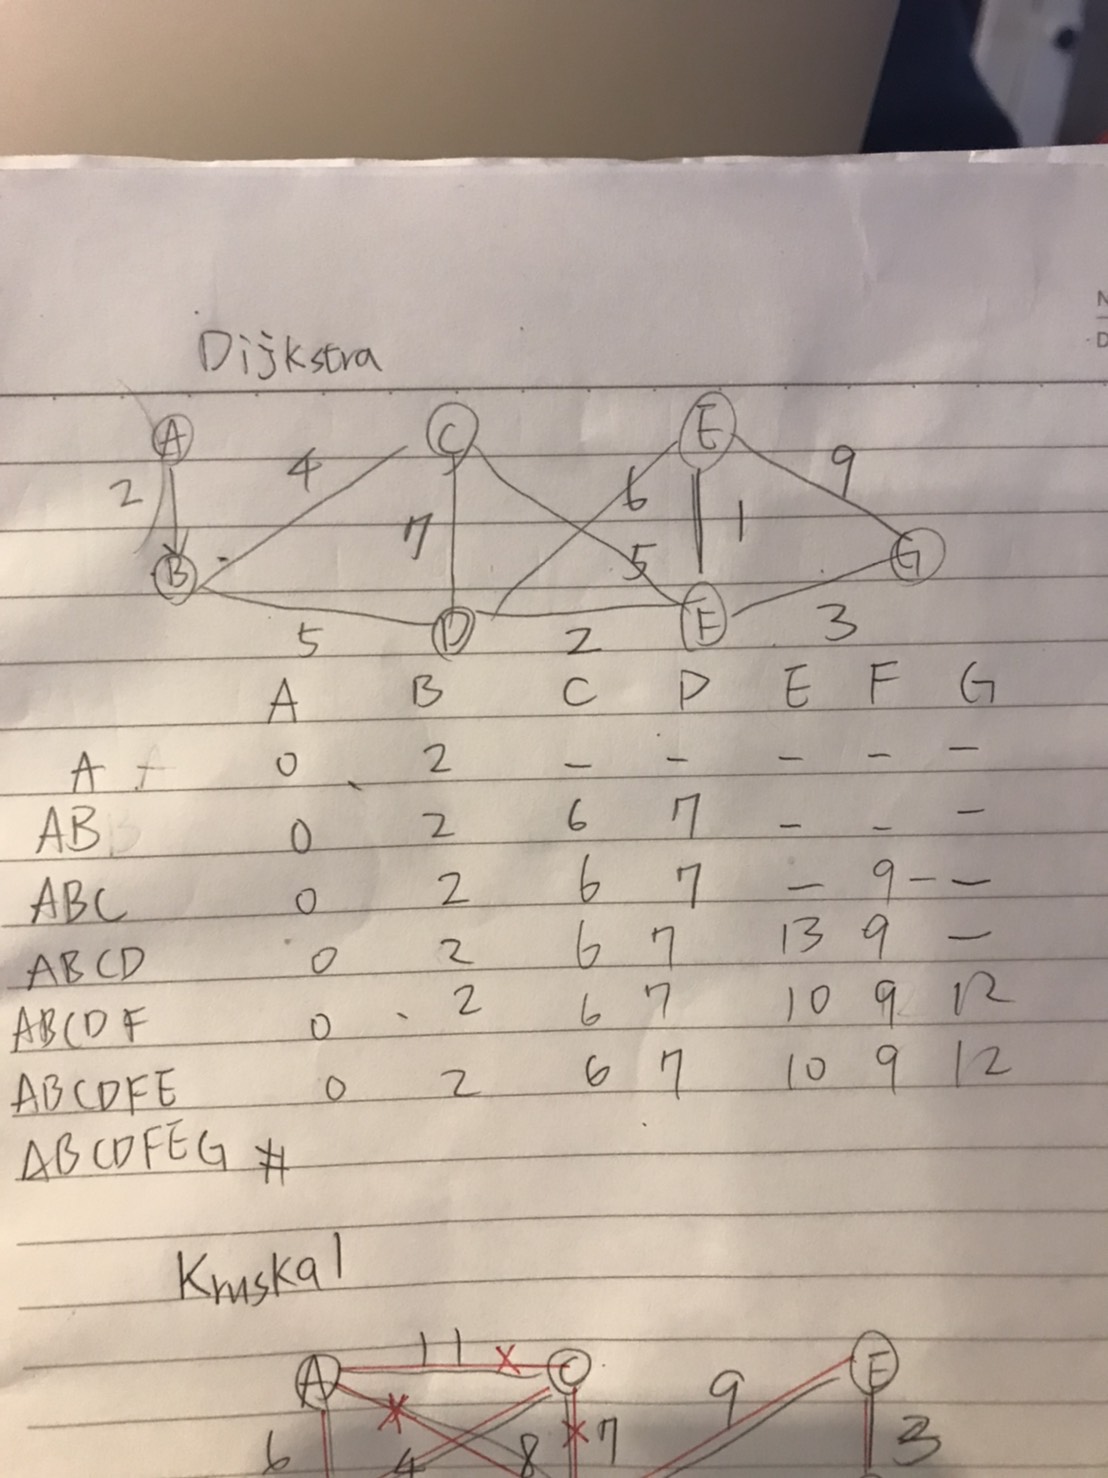 Dijkstra
A C E
4 6 9
2 7 1
B 5 G
D F
5 2 3
A B C D E F G
A 0 2 - - - - -
AB 0 2 6 7 - - -
ABC 0 2 6 7 - 9 - -
ABCD 0 2 6 7 13 9 -
ABCDF 0 2 6 7 10 9 12
ABCDFE 0 2 6 7 10 9 12
ABCDFEG #
Kruskal
A 11 x C E
x 9
6 4 8 x 7 3